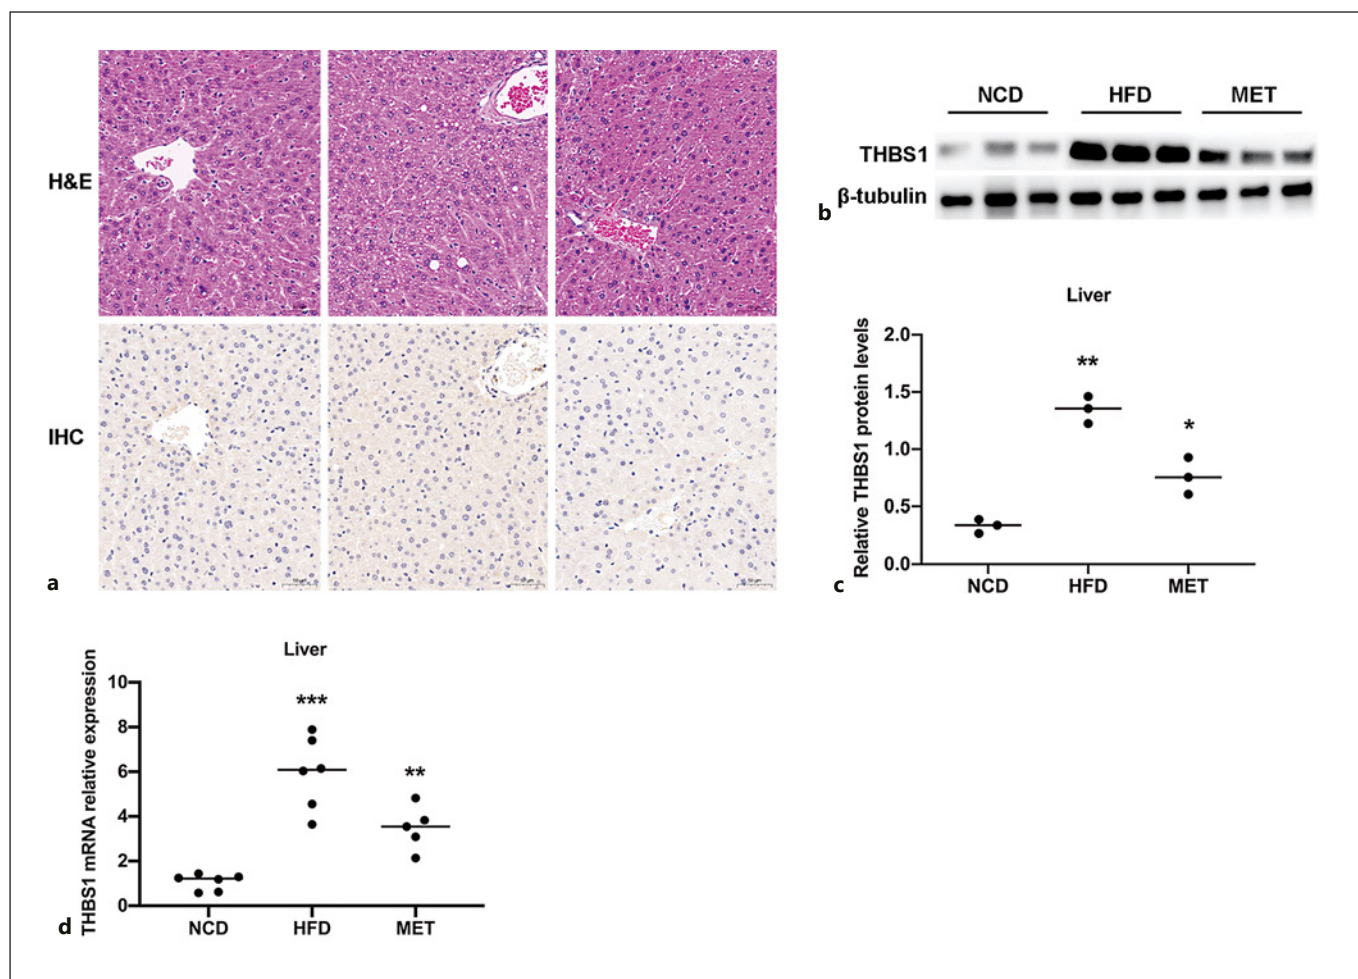 H&E
IHC
a
NCD HFD MET
THBS1
β-tubulin
b
Liver
Relative THBS1 protein levels
2.0
1.5
1.0
0.5
0.0
**
*
NCD HFD MET
c
Liver
THBS1 mRNA relative expression
10
8
6
4
2
0
***
**
NCD HFD MET
d